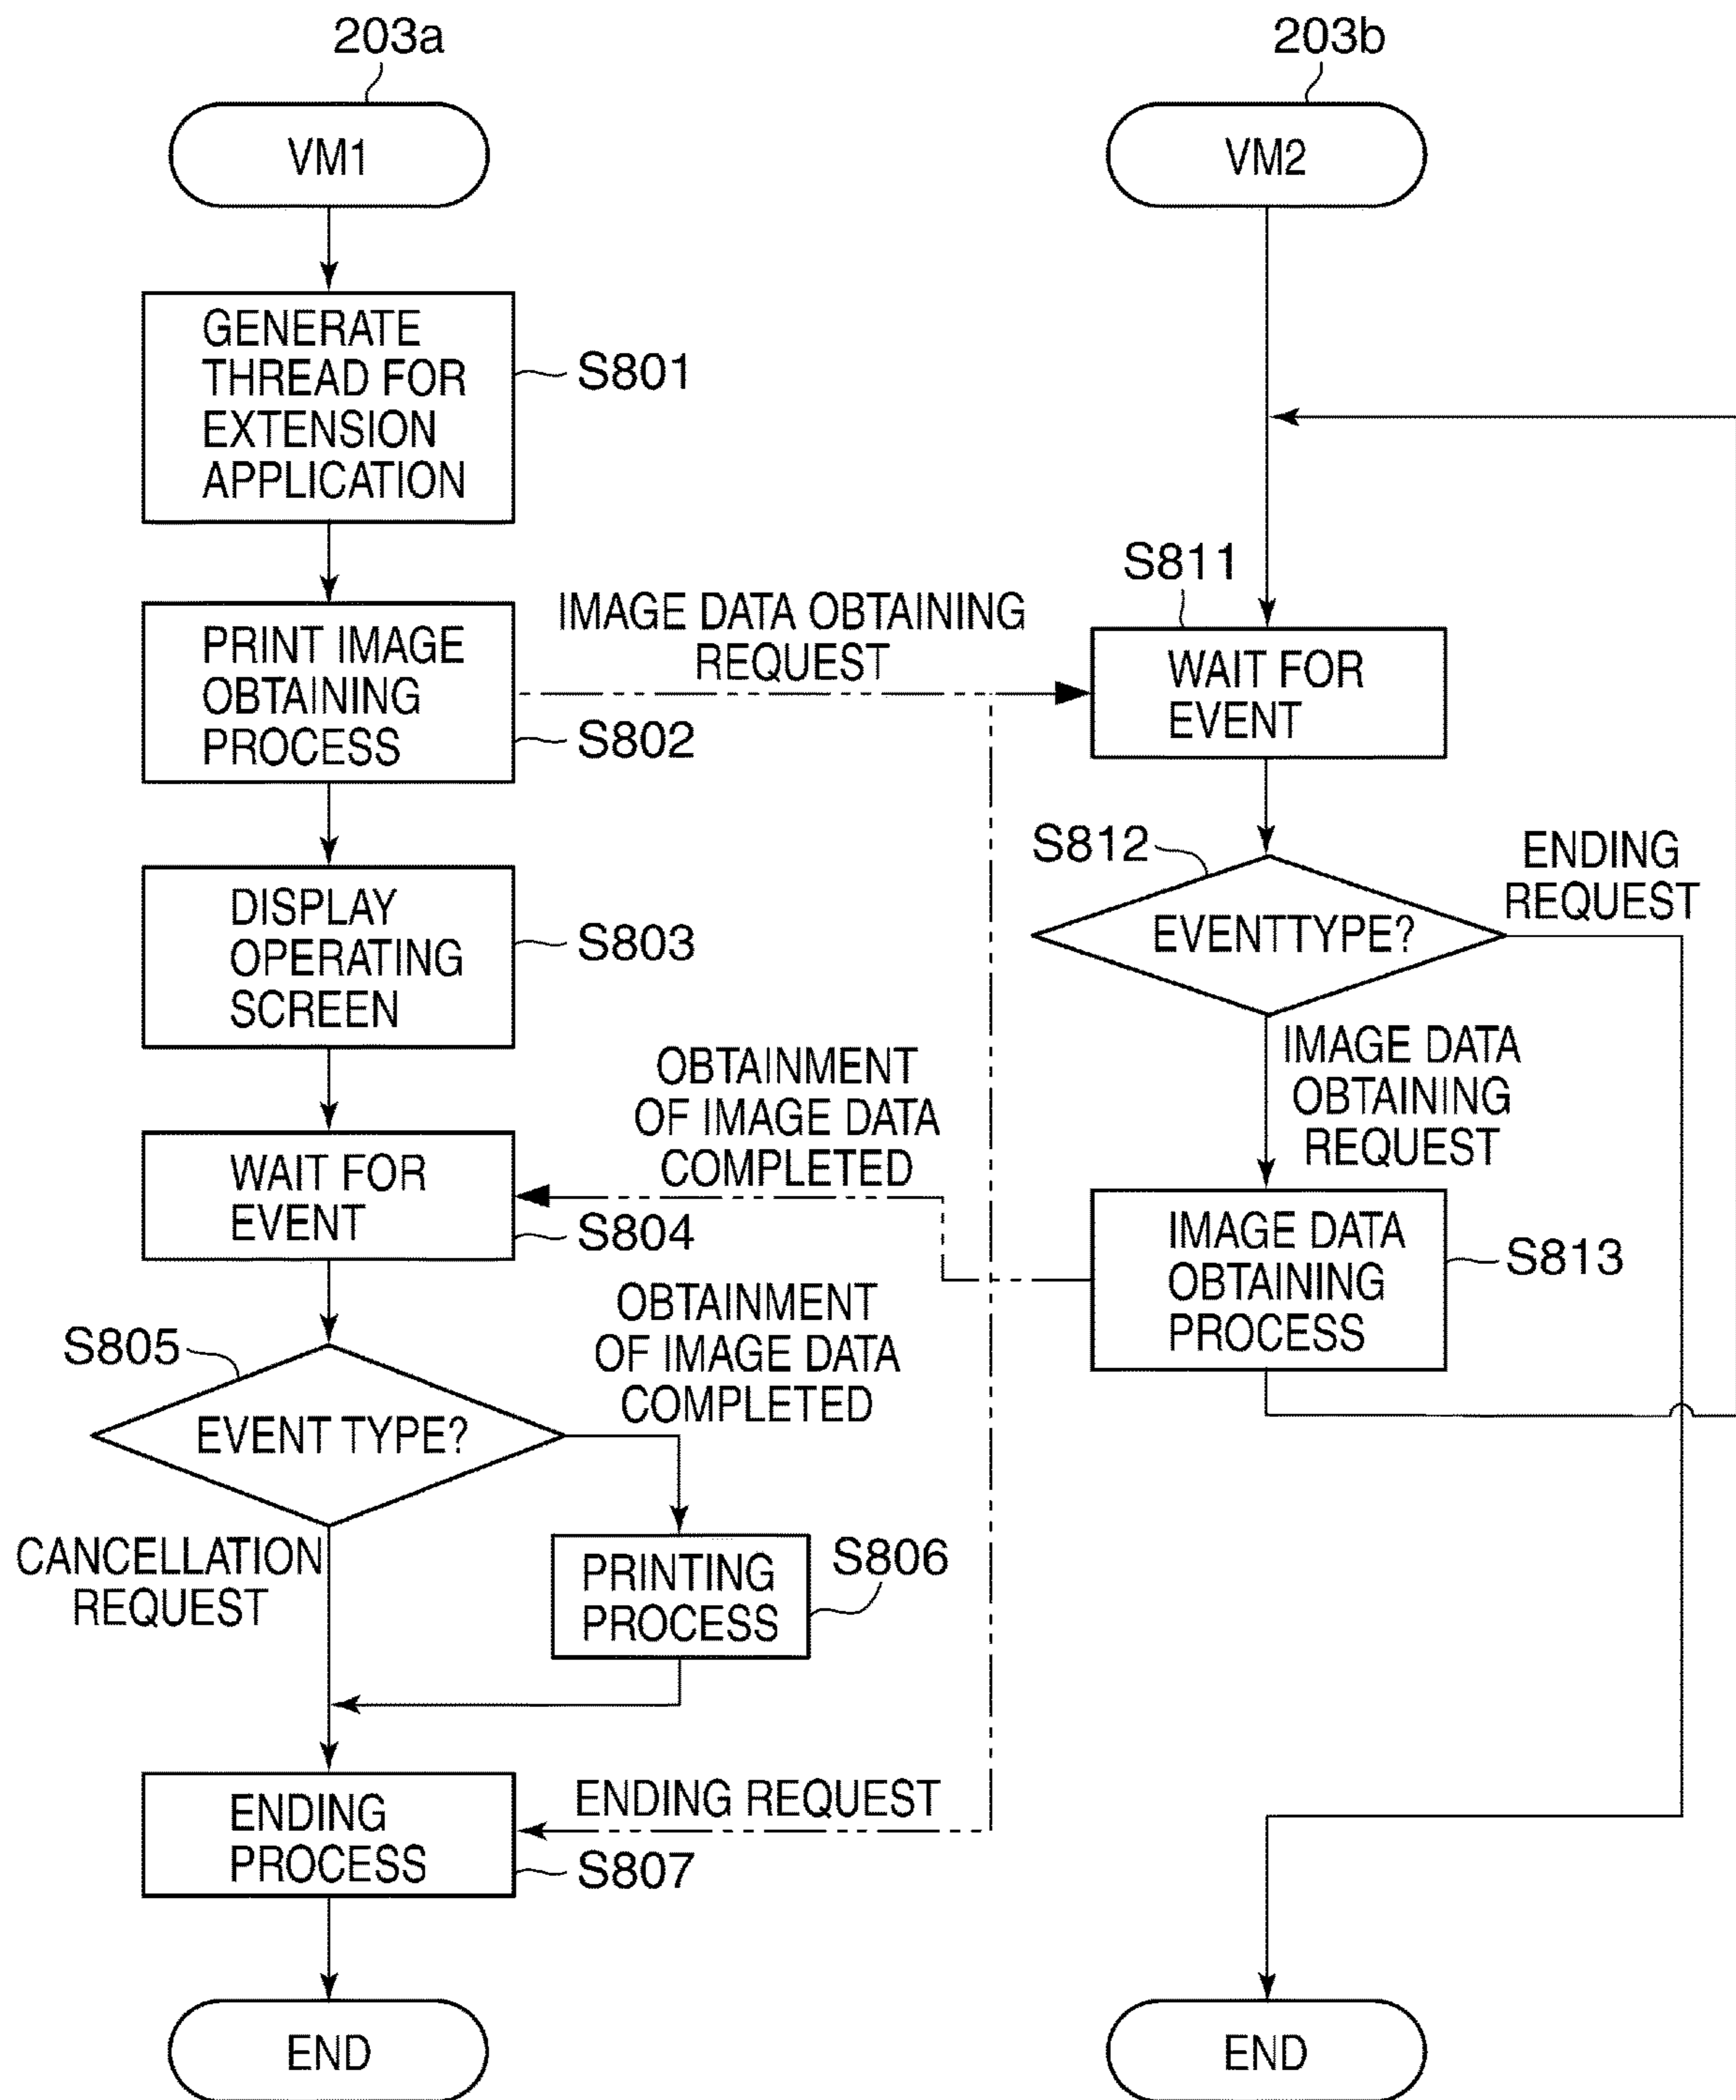 203a
VM1
GENERATE
THREAD FOR
EXTENSION
APPLICATION
S801
PRINT IMAGE
OBTAINING
PROCESS
S802
IMAGE DATA OBTAINING
REQUEST
DISPLAY
OPERATING
SCREEN
S803
OBTAINMENT
OF IMAGE DATA
COMPLETED
WAIT FOR
EVENT
S804
OBTAINMENT
OF IMAGE DATA
COMPLETED
S805
EVENT TYPE?
CANCELLATION
REQUEST
PRINTING
PROCESS
S806
ENDING REQUEST
ENDING
PROCESS
S807
END
203b
VM2
S811
WAIT FOR
EVENT
S812
EVENTTYPE?
ENDING
REQUEST
IMAGE DATA
OBTAINING
REQUEST
IMAGE DATA
OBTAINING
PROCESS
S813
END